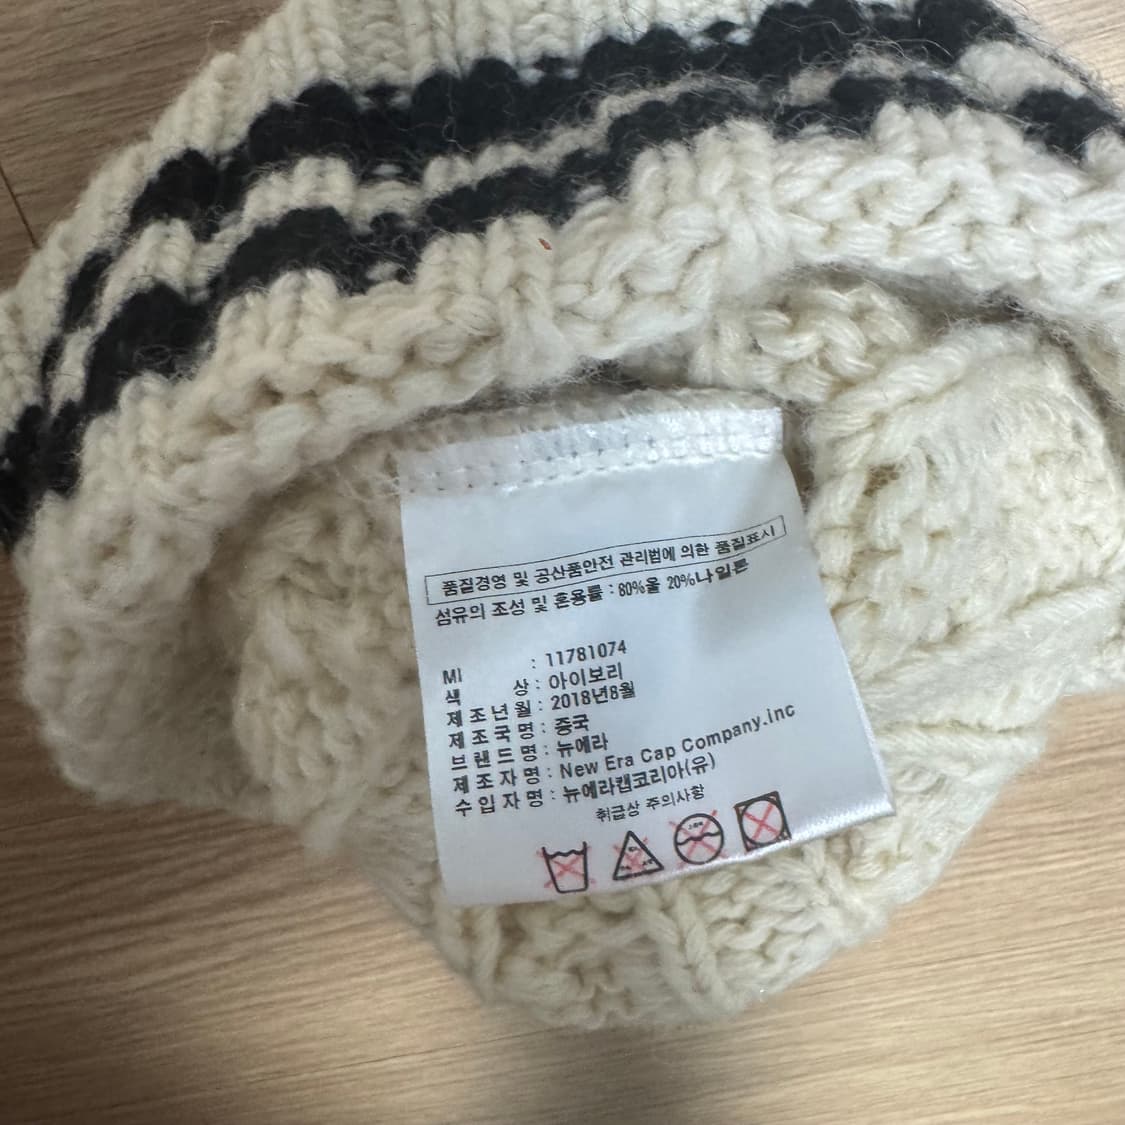 품질경영 및 공산품안전 관리법에 의한 품질표시
섬유의 조성 및 혼용률 : 80%울 20%나일론
MI : 11781074
색 상 : 아이보리
제 조 년 월 : 2018년8월
제 조 국 명 : 중국
브 랜 드 명 : 뉴에라
제 조 자 명 : New Era Cap Company.inc
수 입 자 명 : 뉴에라캡코리아(유)
취급상 주의사항